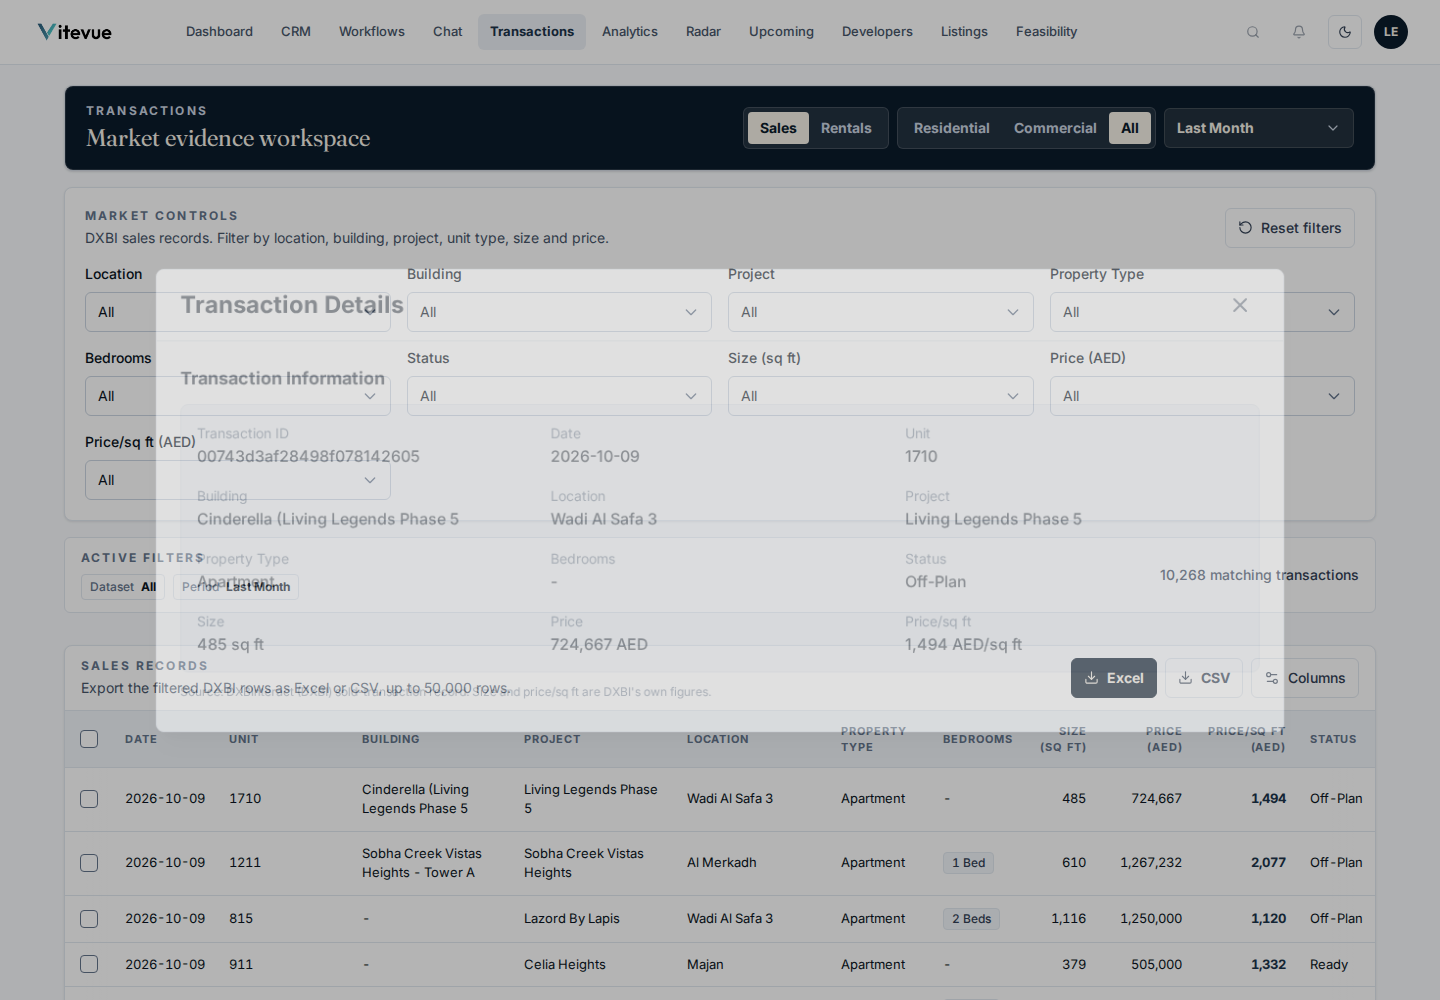 Vitevue
Dashboard CRM Workflows Chat Transactions Analytics Radar Upcoming Developers Listings Feasibility LE
TRANSACTIONS
Market evidence workspace
Sales Rentals Residential Commercial All Last Month
MARKET CONTROLS
DXBI sales records. Filter by location, building, project, unit type, size and price.
Reset filters
Location Building Project Property Type
All All All All
Transaction Details
Bedrooms Status Size (sq ft) Price (AED)
All All All All
Transaction Information
Price/sq ft (AED)
All
Transaction ID Date Unit
00743d3af28498f078142605 2026-10-09 1710
Building Location Project
Cinderella (Living Legends Phase 5 Wadi Al Safa 3 Living Legends Phase 5
Property Type Bedrooms Status
Apartment - Off-Plan
Size Price Price/sq ft
485 sq ft 724,667 AED 1,494 AED/sq ft
ACTIVE FILTERS
Dataset All Period Last Month
10,268 matching transactions
SALES RECORDS
Export the filtered DXBI rows as Excel or CSV, up to 50,000 rows.
Size and price/sq ft are DXBI's own figures.
Excel CSV Columns
DATE UNIT BUILDING PROJECT LOCATION PROPERTY TYPE BEDROOMS SIZE (SQ FT) PRICE (AED) PRICE/SQ FT (AED) STATUS
2026-10-09 1710 Cinderella (Living Legends Phase 5 Living Legends Phase 5 Wadi Al Safa 3 Apartment - 485 724,667 1,494 Off-Plan
2026-10-09 1211 Sobha Creek Vistas Heights - Tower A Sobha Creek Vistas Heights Al Merkadh Apartment 1 Bed 610 1,267,232 2,077 Off-Plan
2026-10-09 815 - Lazord By Lapis Wadi Al Safa 3 Apartment 2 Beds 1,116 1,250,000 1,120 Off-Plan
2026-10-09 911 - Celia Heights Majan Apartment - 379 505,000 1,332 Ready